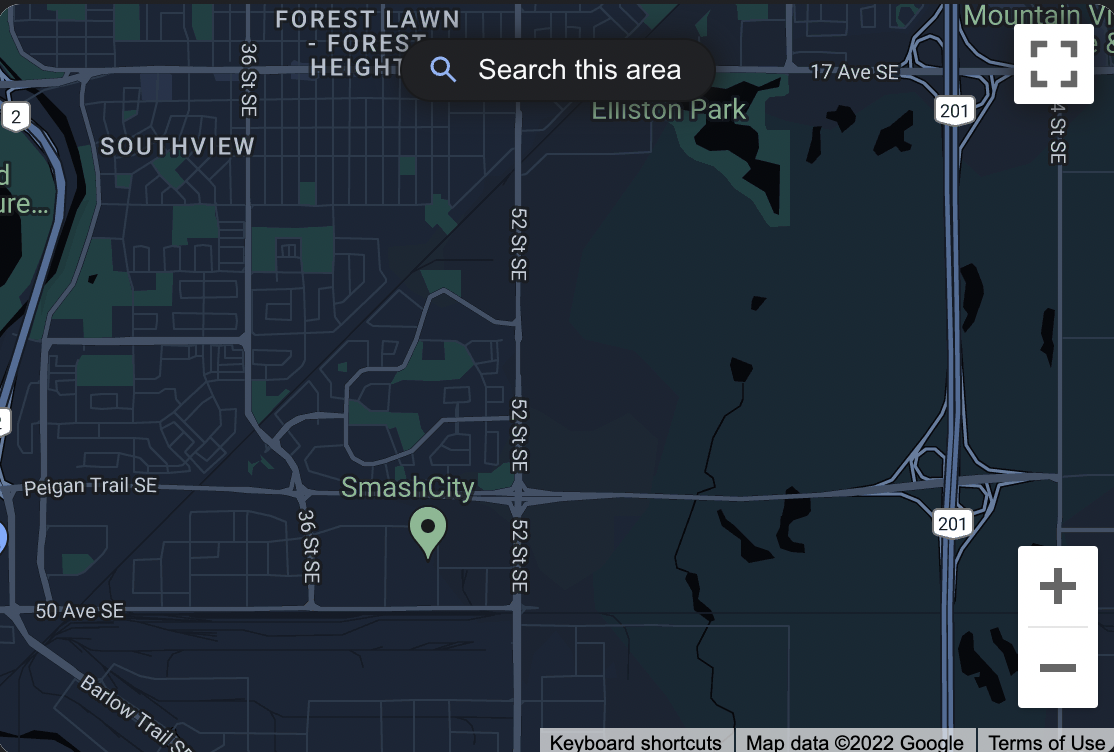 FOREST LAWN
- FOREST
HEIGHT
Mountain Vi
Search this area
17 Ave SE
36 St SE
Elliston Park
201
2
4 St SE
SOUTHVIEW
d
ure...
52 St SE
52 St SE
Peigan Trail SE
SmashCity
201
36 St SE
52 St SE
50 Ave SE
Barlow Trail SE
Keyboard shortcuts
Map data ©2022 Google
Terms of Use